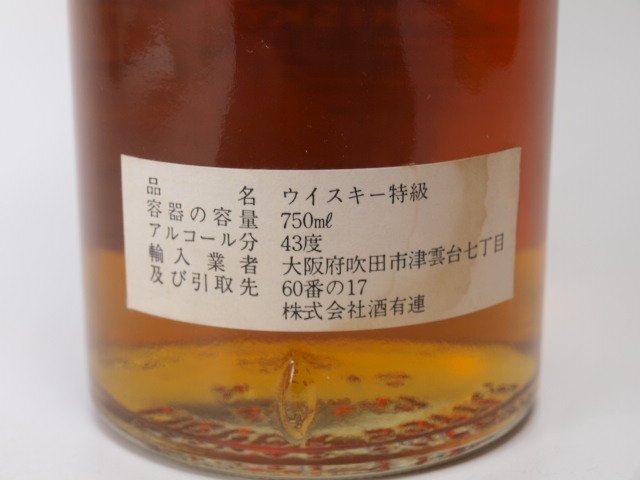 品名 ウイスキー特級
容器の容量 750mℓ
アルコール分 43度
輸入業者 大阪府吹田市津雲台七丁目
及び引取先 60番の17
株式会社酒有連